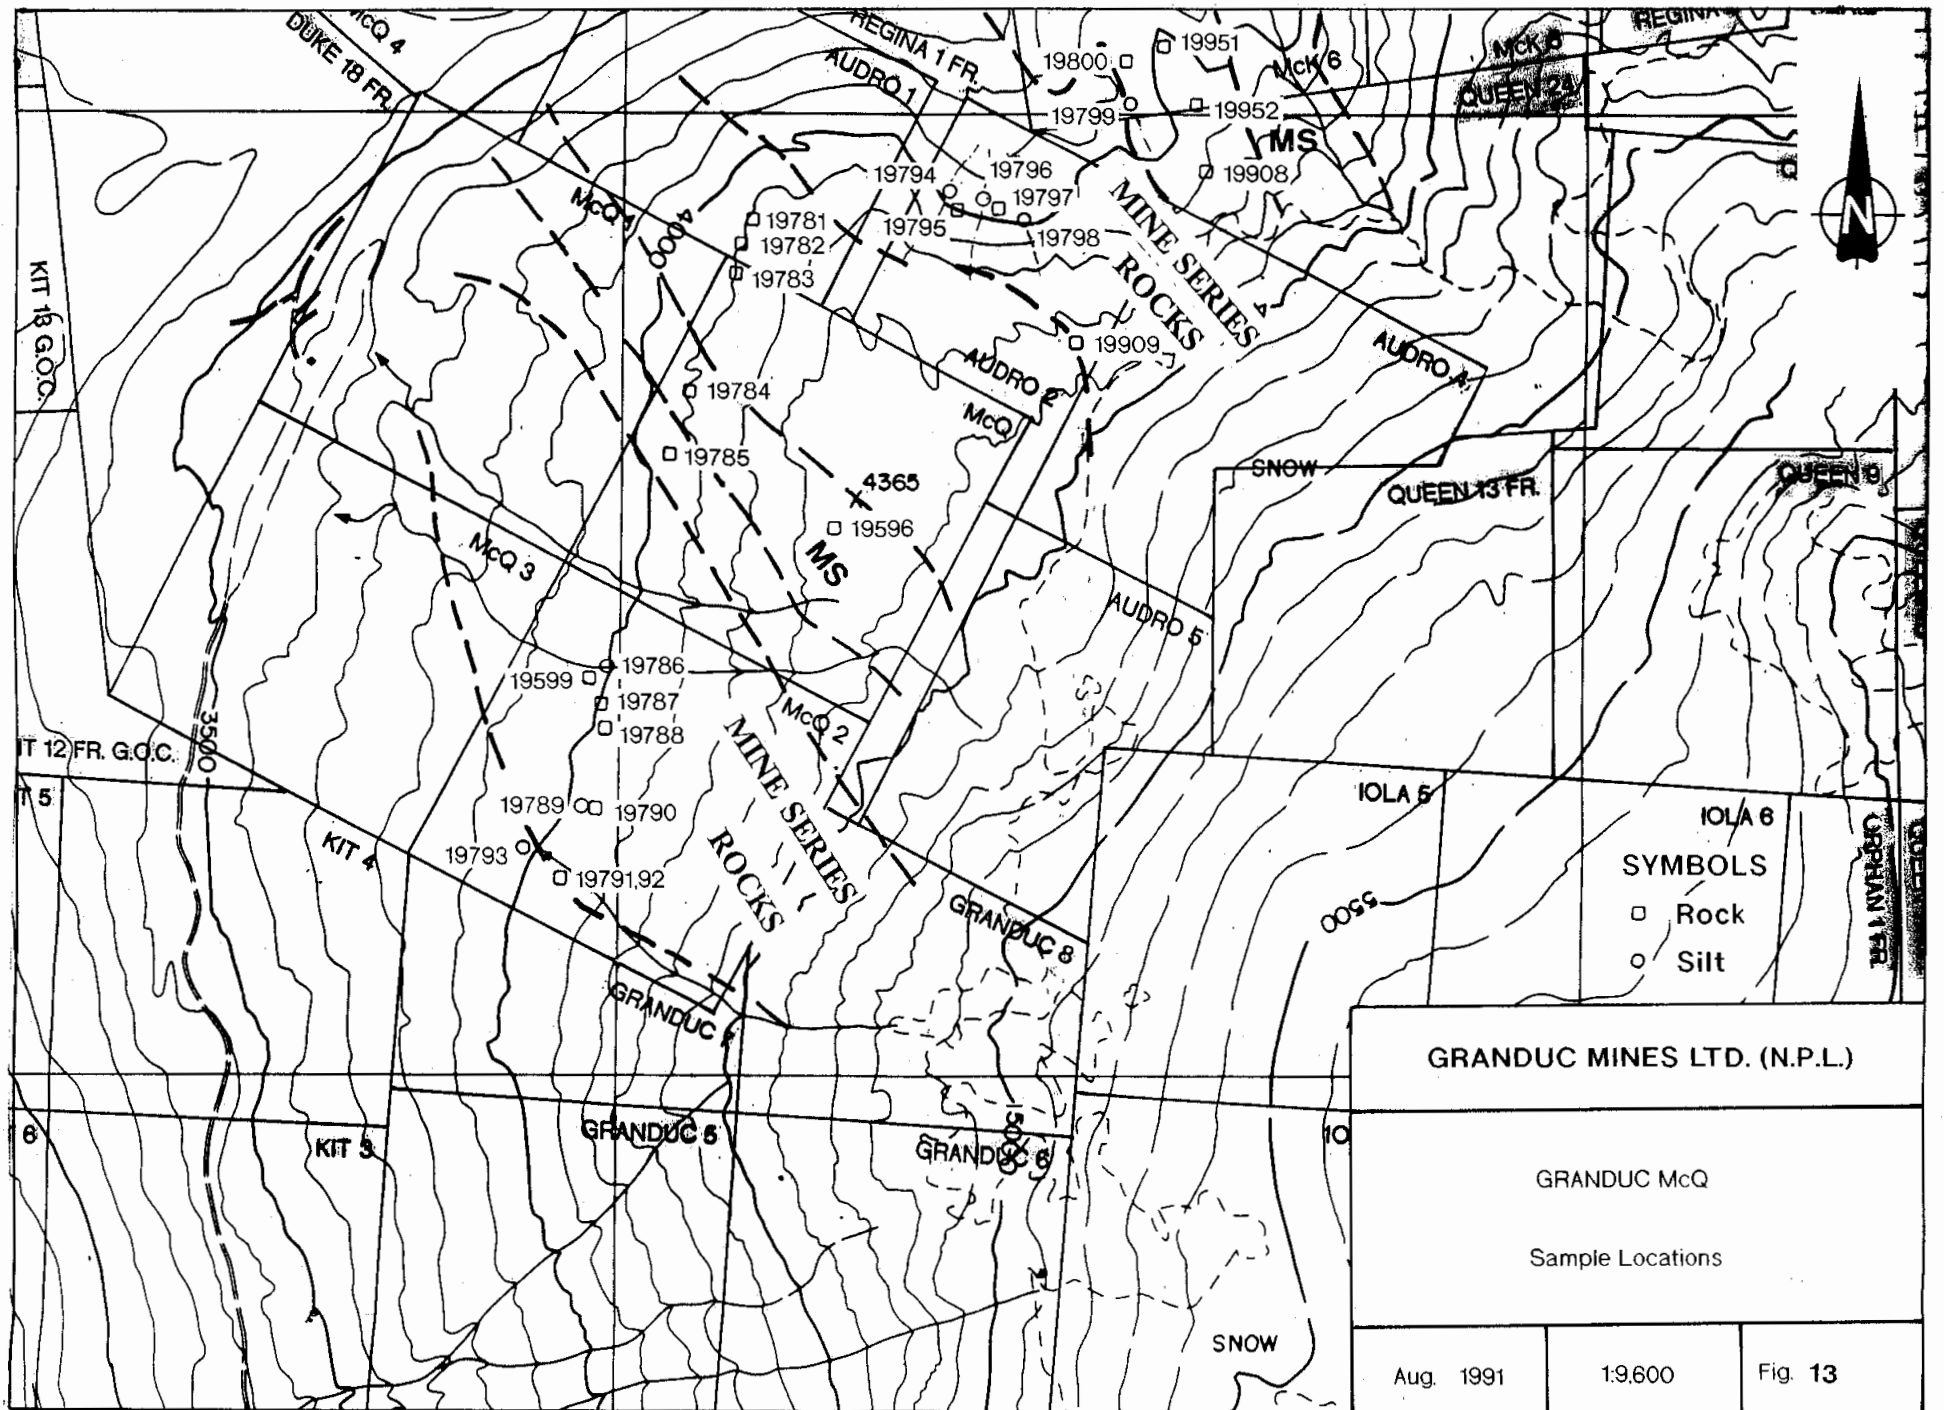 McQ 4
DUKE 18 FR.
REGINA 1 FR.
AUDRO 1
19800
19951
McK 6
McK 8
REGINA
QUEEN 24
19799
19952
MS
19794
19796
19908
19797
19795
19798
McQ 1
4000
19781
19782
19783
MINE SERIES
ROCKS
KIT 13 G.O.C.
19909
AUDRO 2
AUDRO 4
19784
McQ
19785
4365
SNOW
QUEEN 9
QUEEN 13 FR.
19596
MS
McQ 3
AUDRO 5
19786
19599
19787
19788
McQ 2
3500
IT 12 FR. G.O.C.
T 5
MINE SERIES
ROCKS
19789
19790
IOLA 5
IOLA 6
ORPHAN 1 FR.
KIT 4
19793
19791,92
SYMBOLS
Rock
Silt
5500
GRANDUC 8
GRANDUC
GRANDUC MINES LTD. (N.P.L.)
6
KIT 3
GRANDUC 5
GRANDUC 6
10
GRANDUC McQ
Sample Locations
SNOW
Aug. 1991
1:9,600
Fig. 13
N